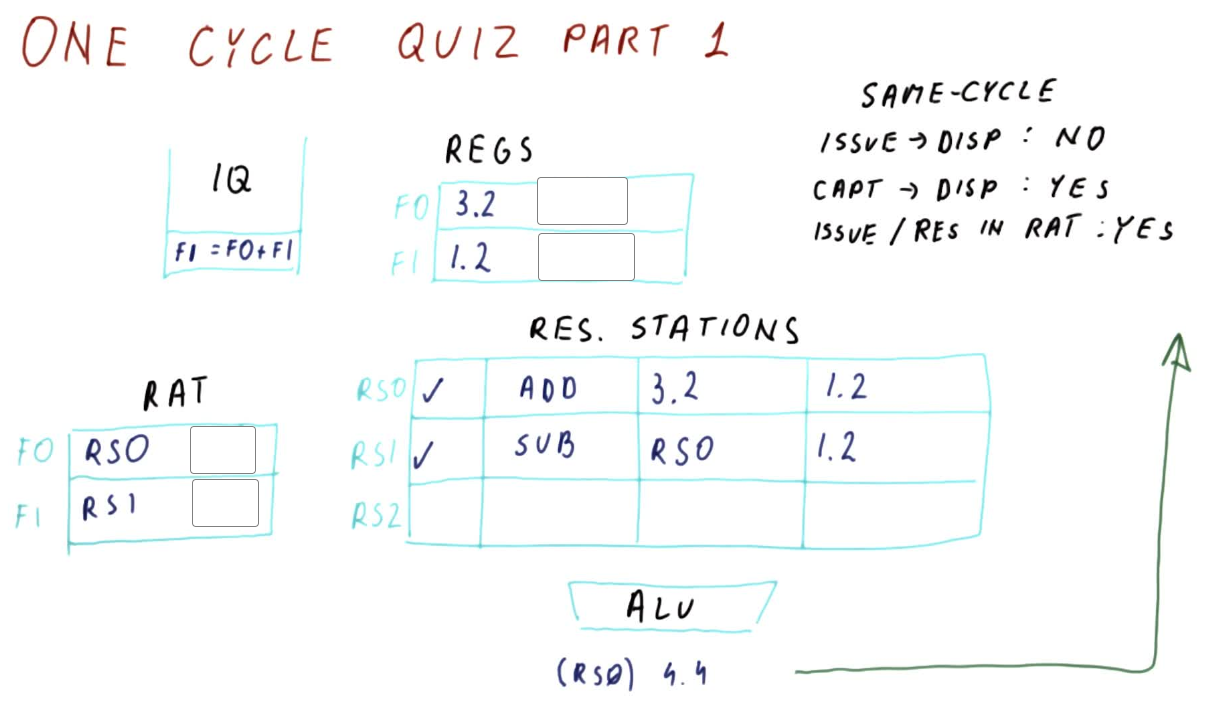 ONE CYCLE QUIZ PART 1
SAME-CYCLE
ISSUE → DISP : NO
CAPT → DISP : YES
ISSUE / RES IN RAT : YES
IQ
F1 = F0 + F1
REGS
F0 3.2
F1 1.2
RES. STATIONS
RS0 ✓ ADD 3.2 1.2
RS1 ✓ SUB RS0 1.2
RS2
RAT
F0 RS0
F1 RS1
ALU
(RS0) 4.4